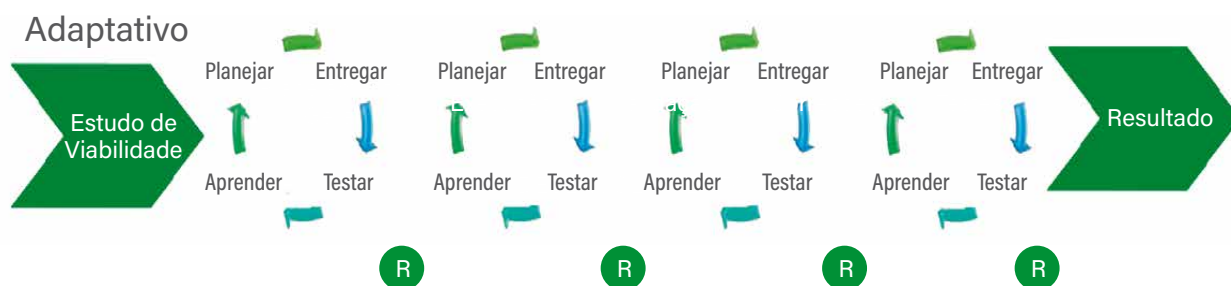 Adaptativo
Planejar Entregar Planejar Entregar Planejar Entregar Planejar Entregar
Estudo de
Viabilidade
Resultado
Aprender Testar Aprender Testar Aprender Testar Aprender Testar
R R R R